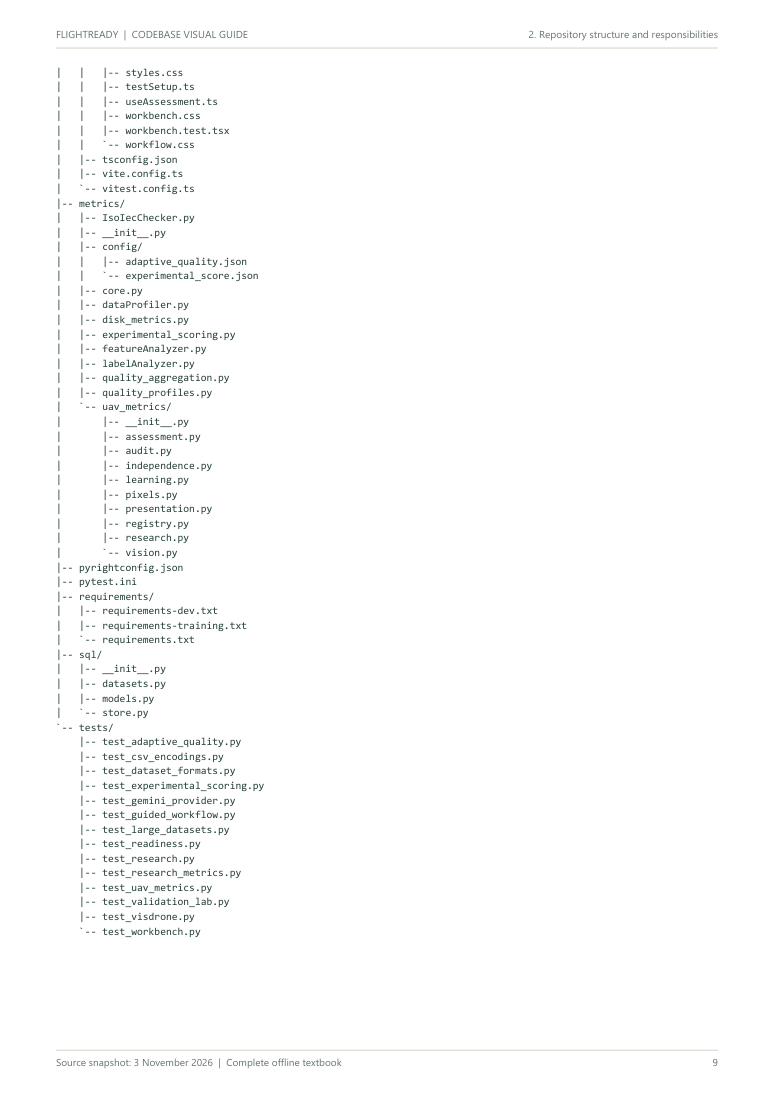 FLIGHTREADY | CODEBASE VISUAL GUIDE
2. Repository structure and responsibilities
|   |   |-- styles.css
|   |   |-- testSetup.ts
|   |   |-- useAssessment.ts
|   |   |-- workbench.css
|   |   |-- workbench.test.tsx
|   |   `-- workflow.css
|   |-- tsconfig.json
|   |-- vite.config.ts
|   `-- vitest.config.ts
|-- metrics/
|   |-- IsoIecChecker.py
|   |-- __init__.py
|   |-- config/
|   |   |-- adaptive_quality.json
|   |   `-- experimental_score.json
|   |-- core.py
|   |-- dataProfiler.py
|   |-- disk_metrics.py
|   |-- experimental_scoring.py
|   |-- featureAnalyzer.py
|   |-- labelAnalyzer.py
|   |-- quality_aggregation.py
|   |-- quality_profiles.py
|   `-- uav_metrics/
|       |-- __init__.py
|       |-- assessment.py
|       |-- audit.py
|       |-- independence.py
|       |-- learning.py
|       |-- pixels.py
|       |-- presentation.py
|       |-- registry.py
|       |-- research.py
|       `-- vision.py
|-- pyrightconfig.json
|-- pytest.ini
|-- requirements/
|   |-- requirements-dev.txt
|   |-- requirements-training.txt
|   `-- requirements.txt
|-- sql/
|   |-- __init__.py
|   |-- datasets.py
|   |-- models.py
|   `-- store.py
`-- tests/
    |-- test_adaptive_quality.py
    |-- test_csv_encodings.py
    |-- test_dataset_formats.py
    |-- test_experimental_scoring.py
    |-- test_gemini_provider.py
    |-- test_guided_workflow.py
    |-- test_large_datasets.py
    |-- test_readiness.py
    |-- test_research.py
    |-- test_research_metrics.py
    |-- test_uav_metrics.py
    |-- test_validation_lab.py
    |-- test_visdrone.py
    `-- test_workbench.py
Source snapshot: 3 November 2026 | Complete offline textbook
9